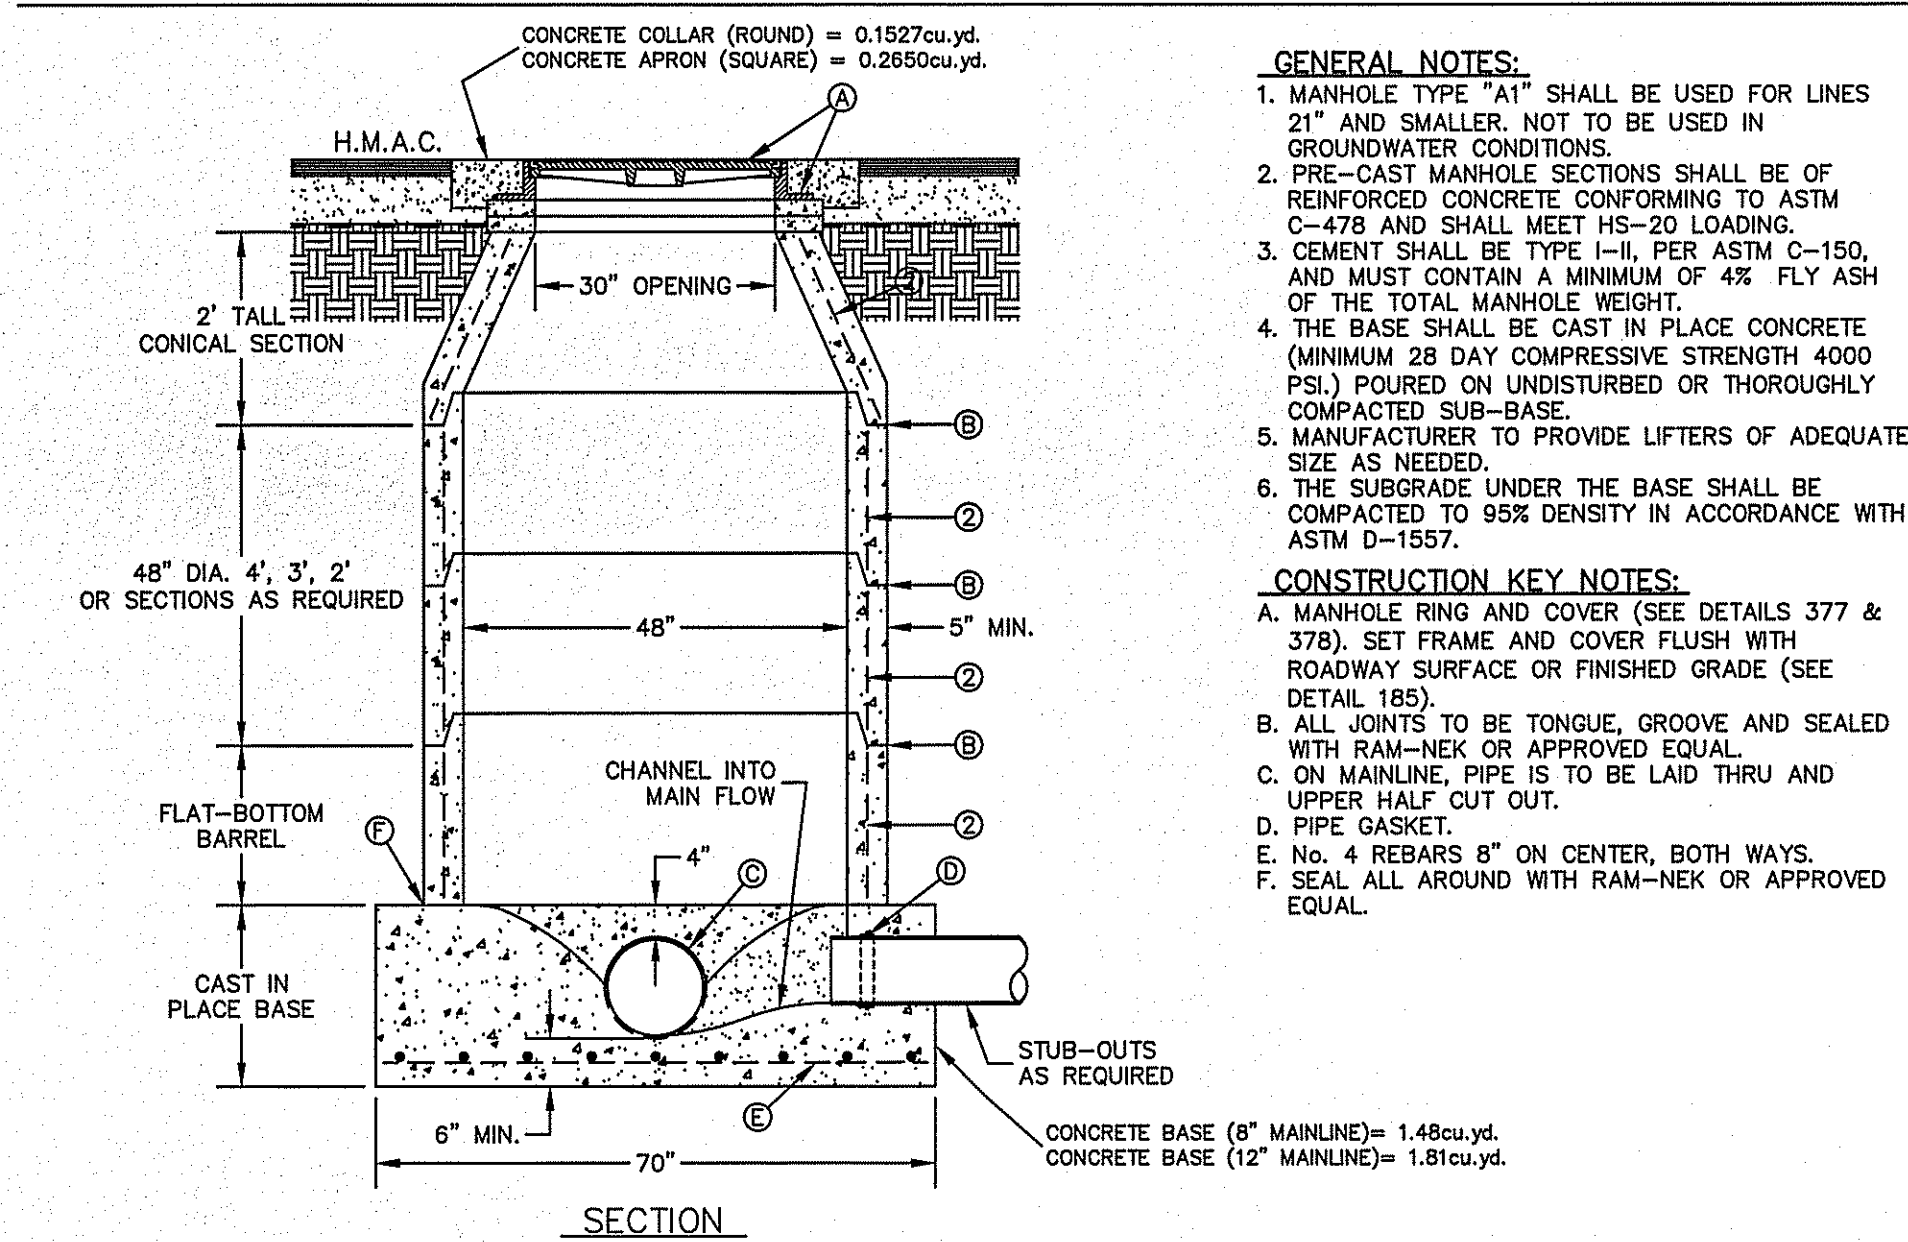 CONCRETE COLLAR (ROUND) = 0.1527cu.yd.
CONCRETE APRON (SQUARE) = 0.2650cu.yd.
A
H.M.A.C.
30" OPENING
2
2' TALL
CONICAL SECTION
B
2
48" DIA. 4', 3', 2'
OR SECTIONS AS REQUIRED
B
48"
5" MIN.
2
B
CHANNEL INTO
MAIN FLOW
FLAT-BOTTOM
BARREL
F
2
4"
C
D
CAST IN
PLACE BASE
STUB-OUTS
AS REQUIRED
E
6" MIN.
70"
CONCRETE BASE (8" MAINLINE)= 1.48cu.yd.
CONCRETE BASE (12" MAINLINE)= 1.81cu.yd.
SECTION
GENERAL NOTES:
1. MANHOLE TYPE "A1" SHALL BE USED FOR LINES
21" AND SMALLER. NOT TO BE USED IN
GROUNDWATER CONDITIONS.
2. PRE-CAST MANHOLE SECTIONS SHALL BE OF
REINFORCED CONCRETE CONFORMING TO ASTM
C-478 AND SHALL MEET HS-20 LOADING.
3. CEMENT SHALL BE TYPE I-II, PER ASTM C-150,
AND MUST CONTAIN A MINIMUM OF 4% FLY ASH
OF THE TOTAL MANHOLE WEIGHT.
4. THE BASE SHALL BE CAST IN PLACE CONCRETE
(MINIMUM 28 DAY COMPRESSIVE STRENGTH 4000
PSI.) POURED ON UNDISTURBED OR THOROUGHLY
COMPACTED SUB-BASE.
5. MANUFACTURER TO PROVIDE LIFTERS OF ADEQUATE
SIZE AS NEEDED.
6. THE SUBGRADE UNDER THE BASE SHALL BE
COMPACTED TO 95% DENSITY IN ACCORDANCE WITH
ASTM D-1557.
CONSTRUCTION KEY NOTES:
A. MANHOLE RING AND COVER (SEE DETAILS 377 &
378). SET FRAME AND COVER FLUSH WITH
ROADWAY SURFACE OR FINISHED GRADE (SEE
DETAIL 185).
B. ALL JOINTS TO BE TONGUE, GROOVE AND SEALED
WITH RAM-NEK OR APPROVED EQUAL.
C. ON MAINLINE, PIPE IS TO BE LAID THRU AND
UPPER HALF CUT OUT.
D. PIPE GASKET.
E. No. 4 REBARS 8" ON CENTER, BOTH WAYS.
F. SEAL ALL AROUND WITH RAM-NEK OR APPROVED
EQUAL.